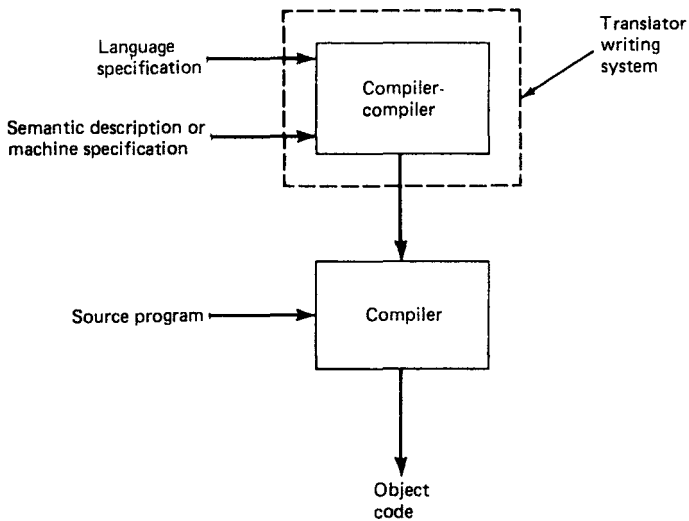 Translator
writing
system
Language
specification
Compiler-
compiler
Semantic description or
machine specification
Source program
Compiler
Object
code